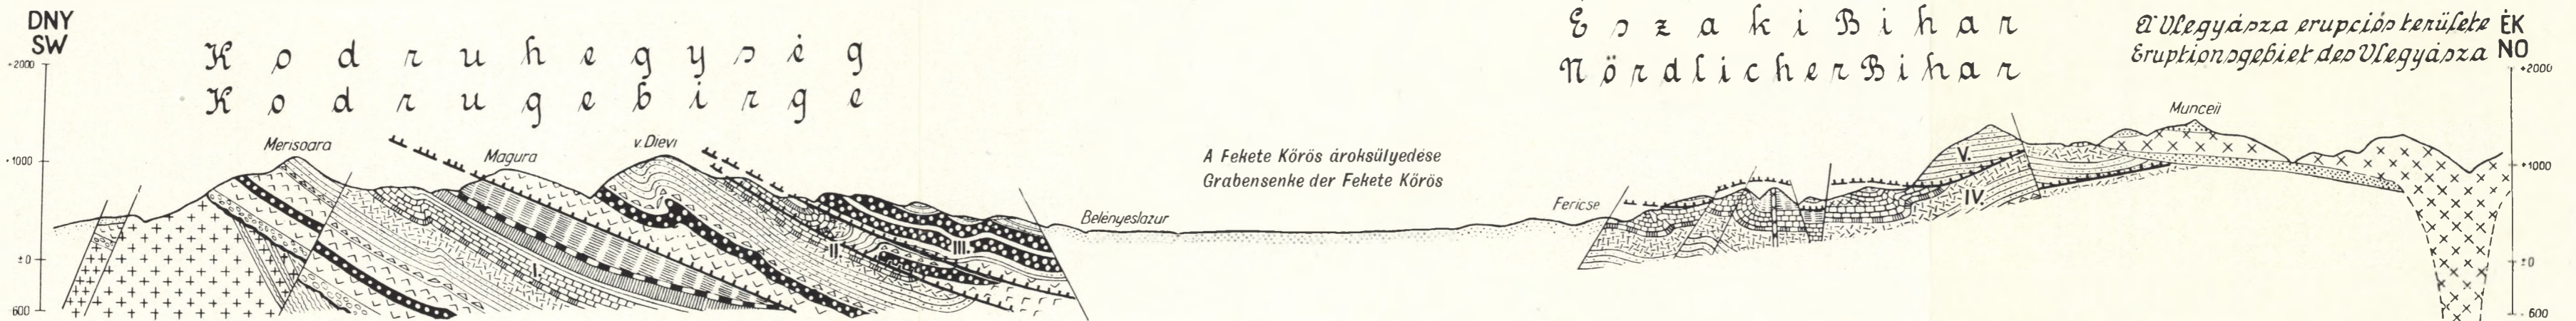 DNY
SW
Kodruhegység
Kodrugebirge
Északi Bihar
Nördlicher Bihar
A Vlegyásza erupciós területe
Eruptionsgebiet des Vlegyásza
ÉK
NO
+2000
+1000
±0
600
Merisoara
Magura
v. Dievi
I.
II.
III.
A Fekete Körös ároksülyedése
Grabensenke der Fekete Körös
Belényeslazur
Fericse
V.
IV.
Munceii
+2000
+1000
±0
600